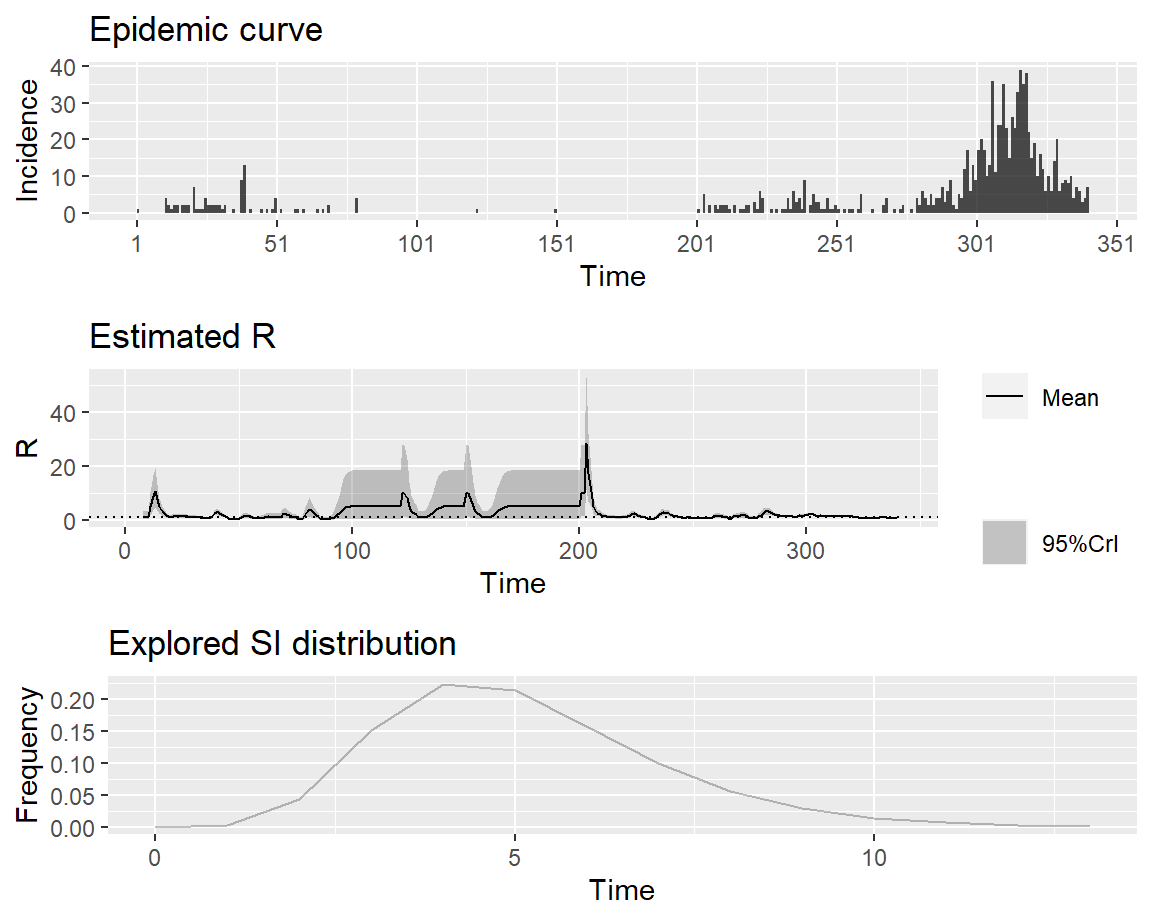 Epidemic curve
Incidence
40
30
20
10
0
1 51 101 151 201 251 301 351
Time
Estimated R
R
40
20
0
0 100 200 300
Time
Mean
95%CrI
Explored SI distribution
Frequency
0.20
0.15
0.10
0.05
0.00
0 5 10
Time